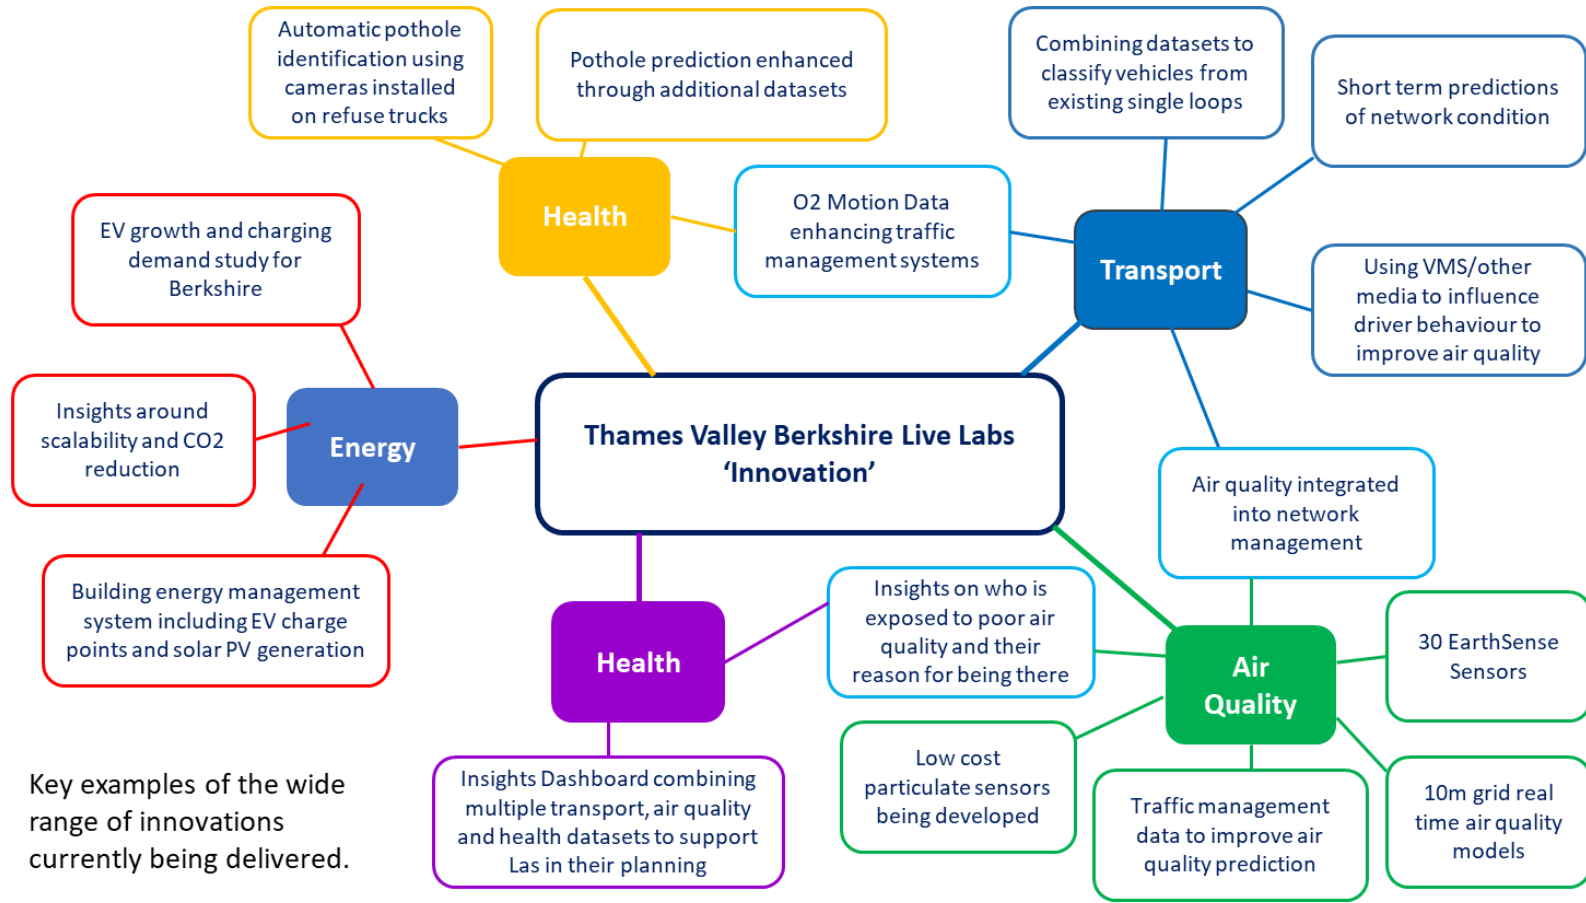 Automatic pothole
identification using
cameras installed
on refuse trucks
Pothole prediction enhanced
through additional datasets
Combining datasets to
classify vehicles from
existing single loops
Short term predictions
of network condition
Health
O2 Motion Data
enhancing traffic
management systems
Transport
EV growth and charging
demand study for
Berkshire
Using VMS/other
media to influence
driver behaviour to
improve air quality
Insights around
scalability and CO2
reduction
Energy
Thames Valley Berkshire Live Labs
‘Innovation’
Air quality integrated
into network
management
Building energy management
system including EV charge
points and solar PV generation
Health
Insights on who is
exposed to poor air
quality and their
reason for being there
Air
Quality
30 EarthSense
Sensors
Key examples of the wide
range of innovations
currently being delivered.
Insights Dashboard combining
multiple transport, air quality
and health datasets to support
Las in their planning
Low cost
particulate sensors
being developed
Traffic management
data to improve air
quality prediction
10m grid real
time air quality
models